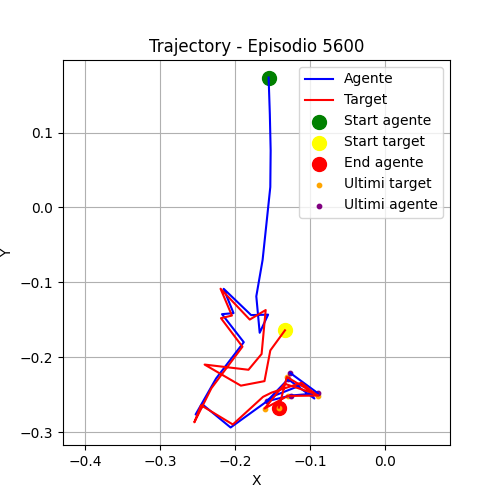 Trajectory - Episodio 5600
Agente
Target
Start agente
Start target
End agente
Ultimi target
Ultimi agente
Y
0.1
0.0
−0.1
−0.2
−0.3
−0.4
−0.3
−0.2
−0.1
0.0
X